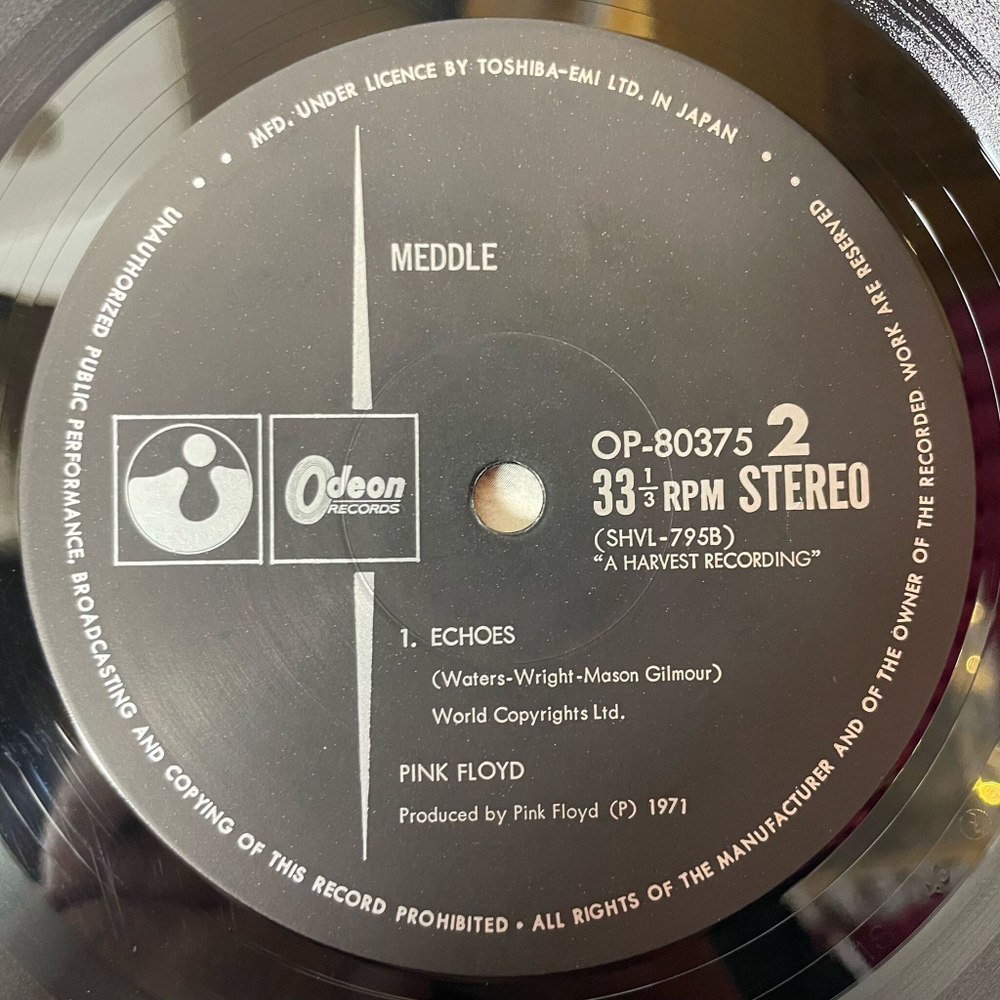 MFD. UNDER LICENCE BY TOSHIBA-EMI LTD. IN JAPAN
MEDDLE
Odeon
RECORDS
OP-80375 2
33 1/3 RPM STEREO
(SHVL-795B)
“A HARVEST RECORDING”
1. ECHOES
(Waters-Wright-Mason Gilmour)
World Copyrights Ltd.
PINK FLOYD
Produced by Pink Floyd (P) 1971
UNAUTHORIZED PUBLIC PERFORMANCE, BROADCASTING AND COPYING OF THIS RECORD PROHIBITED • ALL RIGHTS OF THE MANUFACTURER AND OF THE OWNER OF THE RECORDED WORK ARE RESERVED